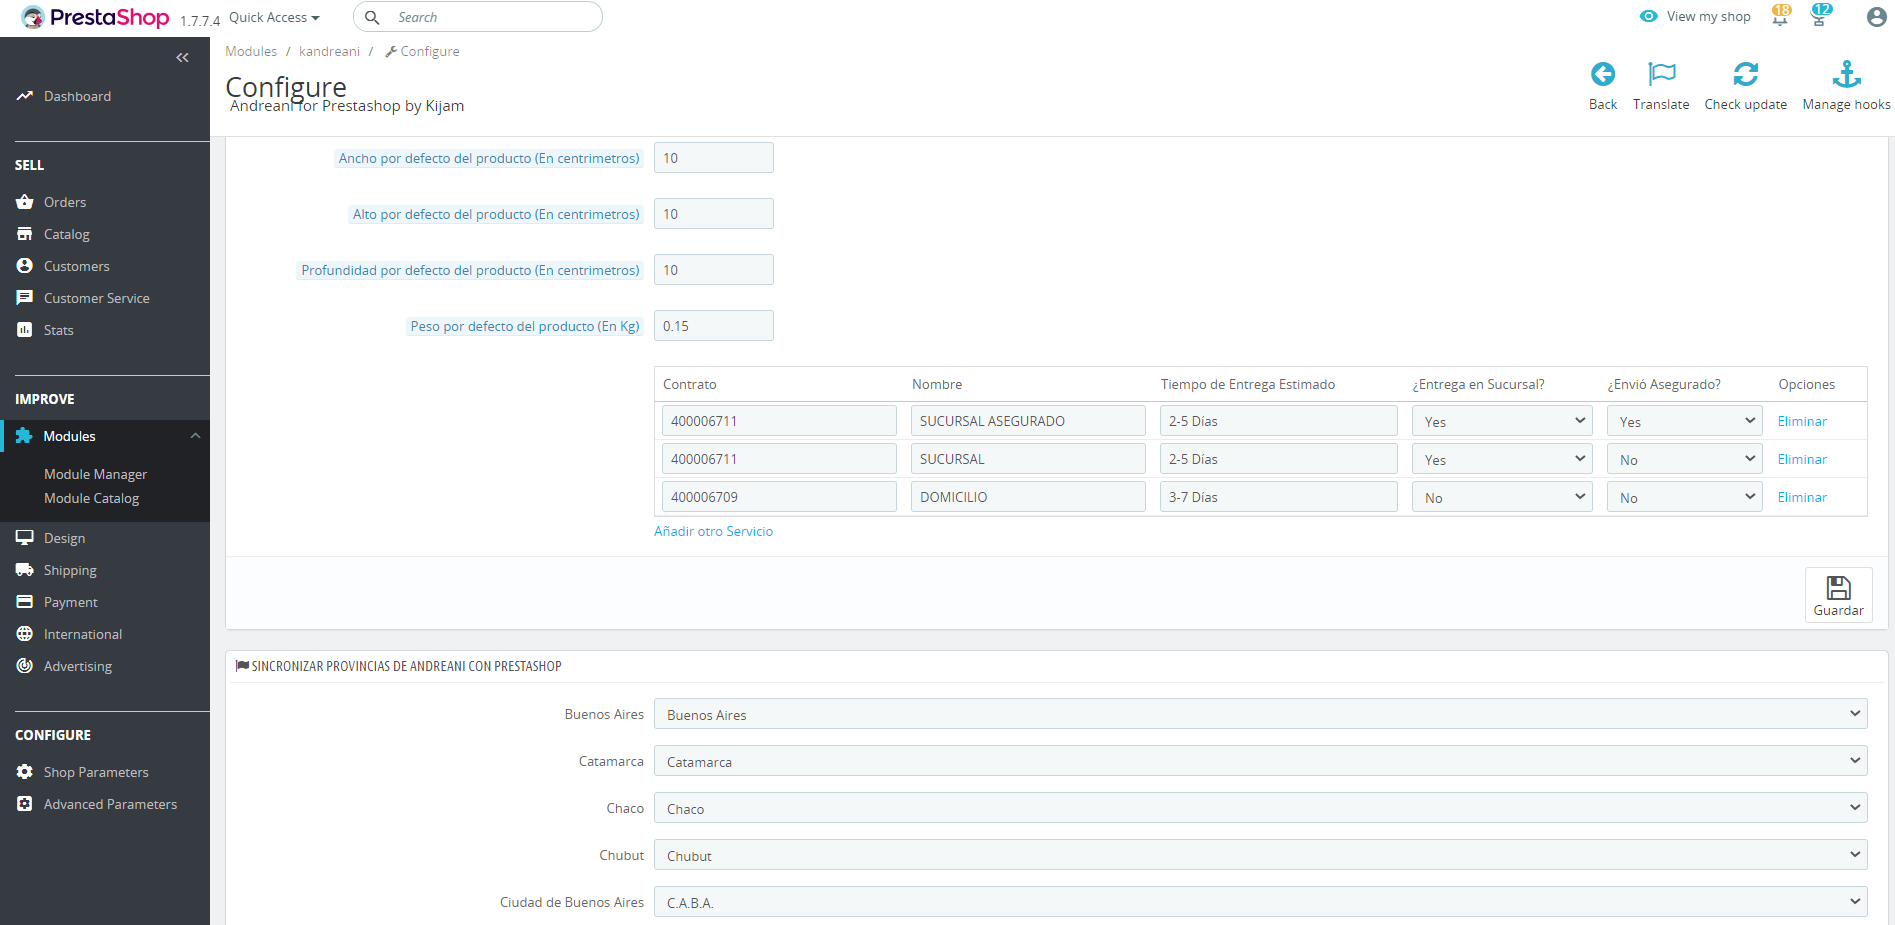 PrestaShop 1.7.7.4 Quick Access Search View my shop 18 12
Modules / kandreani / Configure
Configure
Andreani for Prestashop by Kijam
Back Translate Check update Manage hooks
Dashboard
SELL
Orders
Catalog
Customers
Customer Service
Stats
IMPROVE
Modules
Module Manager
Module Catalog
Design
Shipping
Payment
International
Advertising
CONFIGURE
Shop Parameters
Advanced Parameters
Ancho por defecto del producto (En centrimetros) 10
Alto por defecto del producto (En centrimetros) 10
Profundidad por defecto del producto (En centrimetros) 10
Peso por defecto del producto (En Kg) 0.15
Contrato Nombre Tiempo de Entrega Estimado ¿Entrega en Sucursal? ¿Envió Asegurado? Opciones
400006711 SUCURSAL ASEGURADO 2-5 Días Yes Yes Eliminar
400006711 SUCURSAL 2-5 Días Yes No Eliminar
400006709 DOMICILIO 3-7 Días No No Eliminar
Añadir otro Servicio
Guardar
SINCRONIZAR PROVINCIAS DE ANDREANI CON PRESTASHOP
Buenos Aires Buenos Aires
Catamarca Catamarca
Chaco Chaco
Chubut Chubut
Ciudad de Buenos Aires C.A.B.A.